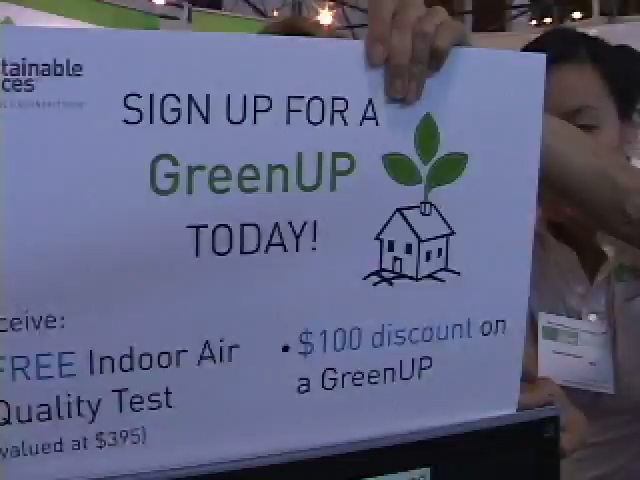 tainable
ces
SIGN UP FOR A
GreenUP
TODAY!
ceive:
FREE Indoor Air
Quality Test
valued at $395)
• $100 discount on
a GreenUP